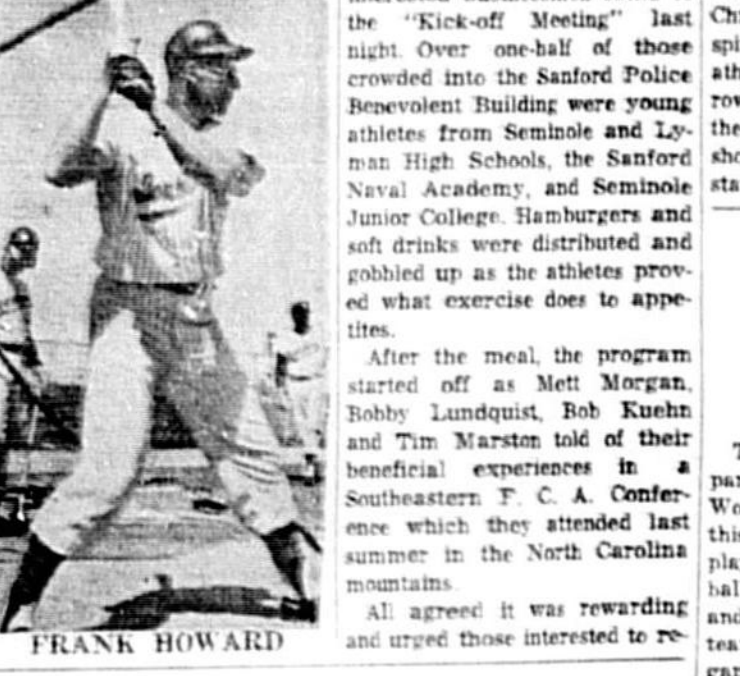 the "Kick-off Meeting" last
night. Over one-half of those
crowded into the Sanford Police
Benevolent Building were young
athletes from Seminole and Ly-
man High Schools, the Sanford
Naval Academy, and Seminole
Junior College. Hamburgers and
soft drinks were distributed and
gobbled up as the athletes prov-
ed what exercise does to appe-
tites.
After the meal, the program
started off as Mett Morgan,
Bobby Lundquist, Bob Kuehn
and Tim Marston told of their
beneficial experiences in a
Southeastern F. C. A. Confer-
ence which they attended last
summer in the North Carolina
mountains.
All agreed it was rewarding
and urged those interested to re-
FRANK HOWARD